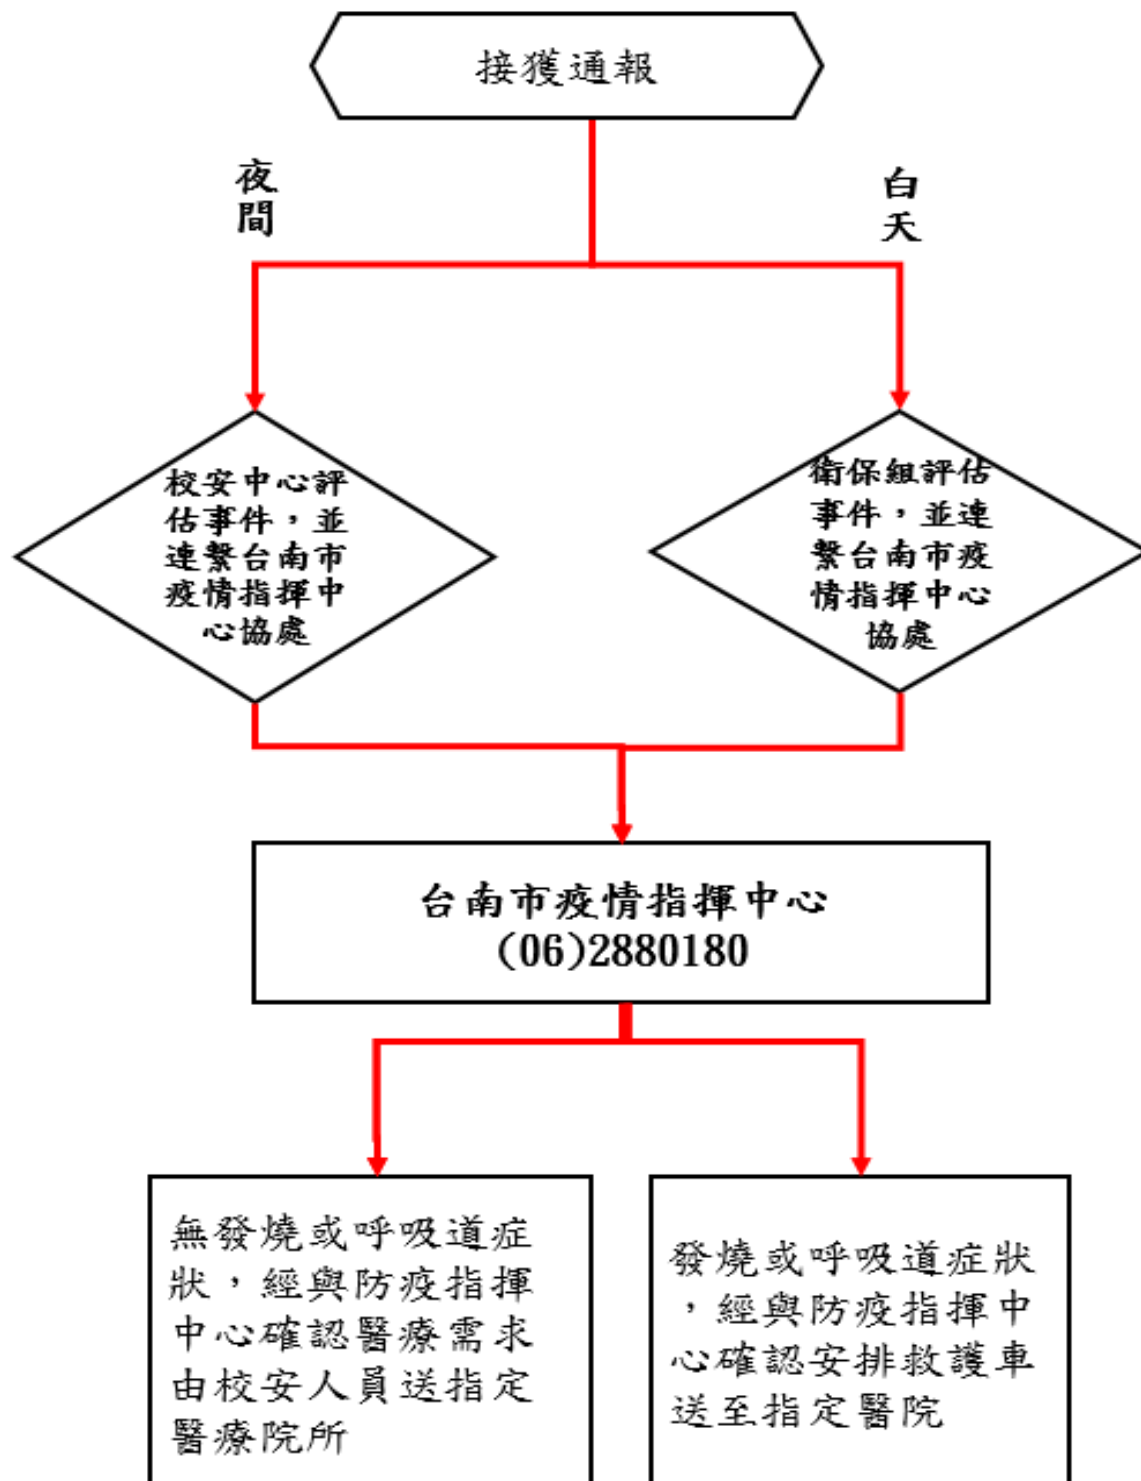 接獲通報
夜
間
白
天
校安中心評
估事件，並
連繫台南市
疫情指揮中
心協處
衛保組評估
事件，並連
繫台南市疫
情指揮中心
協處
台南市疫情指揮中心
(06)2880180
無發燒或呼吸道症
狀，經與防疫指揮
中心確認醫療需求
由校安人員送指定
醫療院所
發燒或呼吸道症狀
，經與防疫指揮中
心確認安排救護車
送至指定醫院